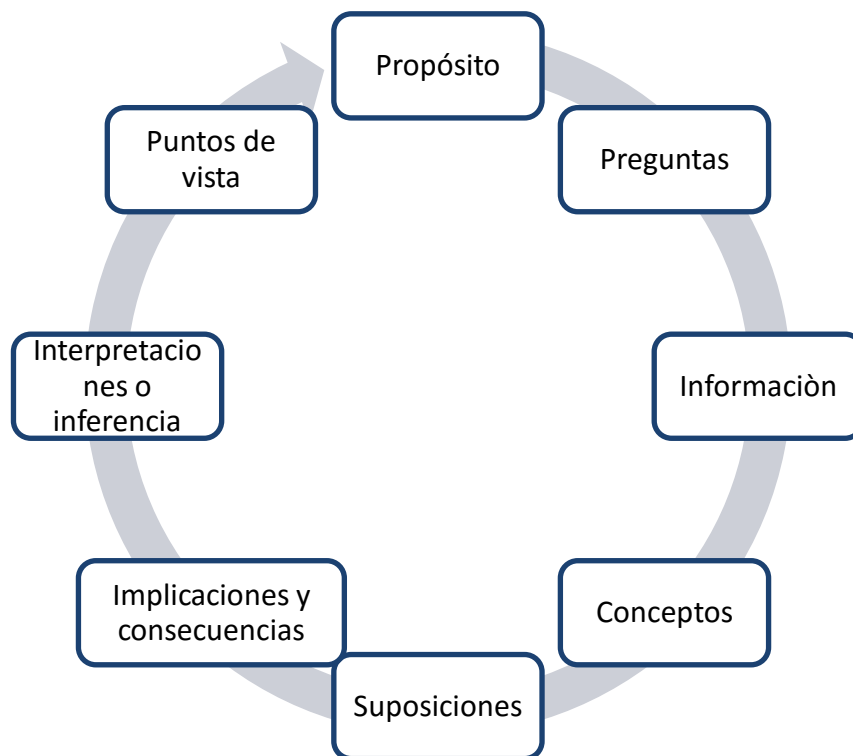 Propósito
Preguntas
Informaciòn
Conceptos
Suposiciones
Implicaciones y
consecuencias
Interpretacio
nes o
inferencia
Puntos de
vista